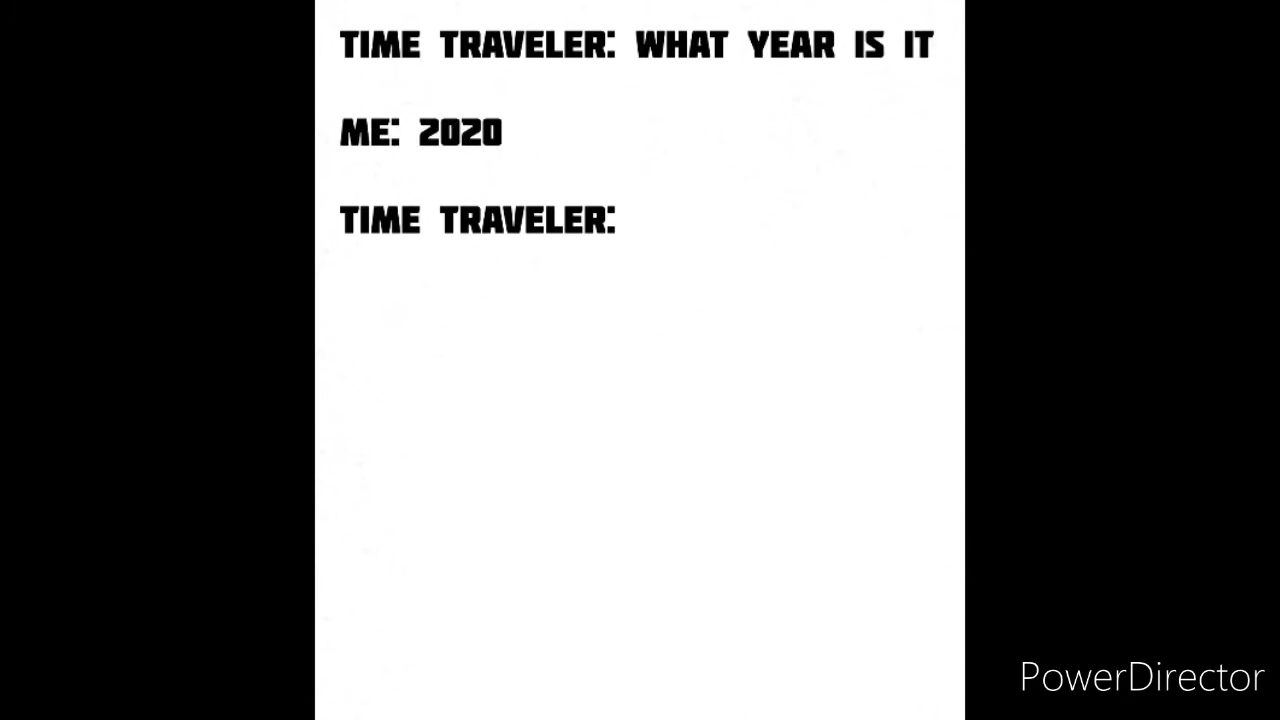 TIME TRAVELER: WHAT YEAR IS IT
ME: 2020
TIME TRAVELER:
PowerDirector